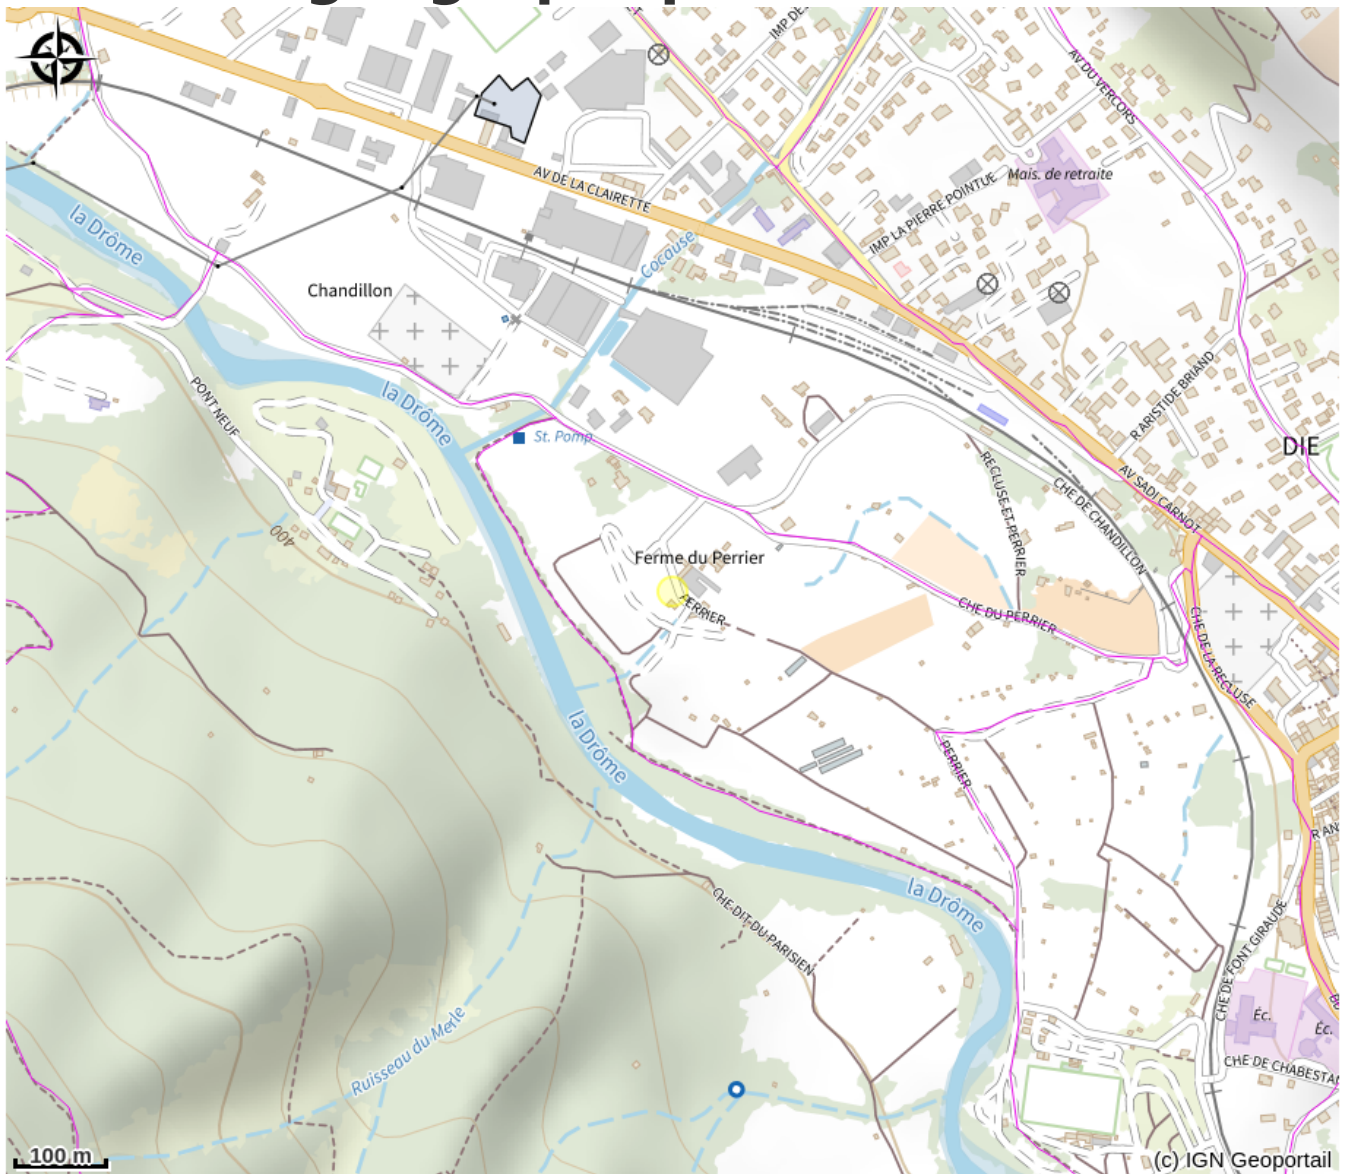 IMP DE
AV DU VERCORS
Mais. de retraite
AV DE LA CLAIRETTE
IMP LA PIERRE POINTUE
la Drôme
Cocause
Chandillon
R ARISTIDE BRIAND
PONT NEUF
la Drôme
St. Pomp
DIE
RECLUSE ET PERRIER
AV SADI CARNOT
CHE DE CHANDILLON
400
Ferme du Perrier
PERRIER
CHE DU PERRIER
CHE DE LA RECLUSE
la Drôme
PERRIER
R AN
la Drôme
CHE DIT DU PARISIEN
CHE DE FONT GIRAUDE
Ruisseau du Merle
Éc.
Éc.
CHE DE CHABESTA
100 m
(c) IGN Geoportail